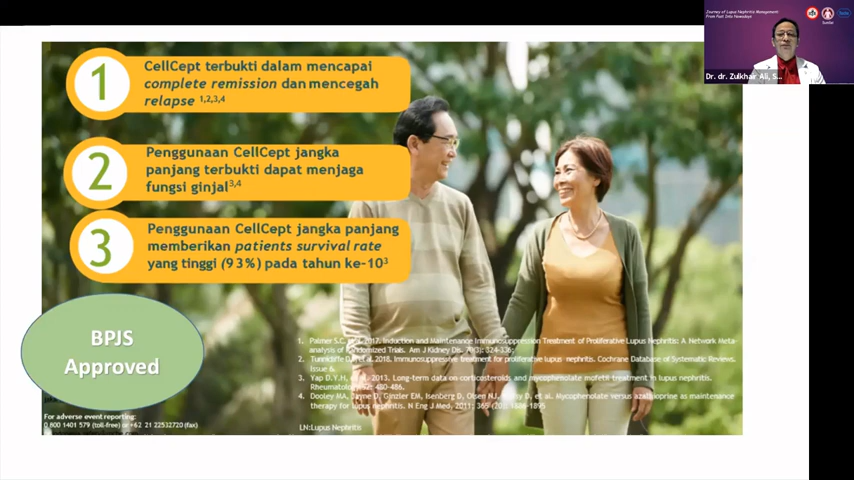 Journey of Lupus Nephritis Management:
From Past Into Nowadays
Dr. dr. Zulkhair Ali, S...
1
CellCept terbukti dalam mencapai
complete remission dan mencegah
relapse 1,2,3,4
2
Penggunaan CellCept jangka
panjang terbukti dapat menjaga
fungsi ginjal3,4
3
Penggunaan CellCept jangka panjang
memberikan patients survival rate
yang tinggi (93%) pada tahun ke-103
BPJS
Approved
1. Palmer S.C. et al. 2017. Induction and Maintenance Immunosuppression Treatment of Proliferative Lupus Nephritis: A Network Meta-
analysis of Randomized Trials. Am J Kidney Dis. 70(3): 324-336;
2. Tunnicliffe D.J et al. 2018. Immunosuppressive treatment for proliferative lupus nephritis. Cochrane Database of Systematic Reviews.
Issue 6
3. Yap D.Y.H, et al. 2013. Long-term data on corticosteroids and mycophenolate mofetil treatment in lupus nephritis.
Rheumatology 52: 480-486.
4. Dooley MA, Jayne D, Ginzler EM, Isenberg D, Olsen NJ, Wofsy D, et al. Mycophenolate versus azathioprine as maintenance
therapy for lupus nephritis. N Eng J Med. 2011; 365 (20): 1886-1895
For adverse event reporting:
0 800 1401 579 (toll-free) or +62 21 22532720 (fax)
LN:Lupus Nephritis